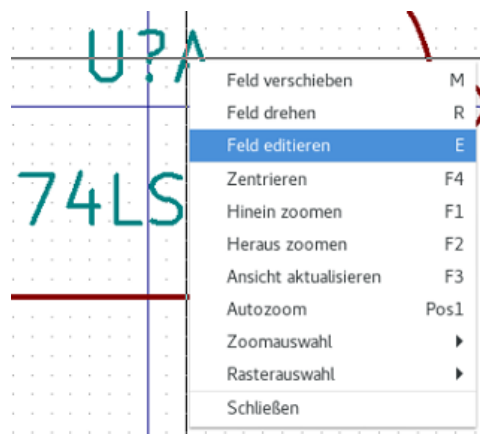 U?A
74LS
Feld verschieben M
Feld drehen R
Feld editieren E
Zentrieren F4
Hinein zoomen F1
Heraus zoomen F2
Ansicht aktualisieren F3
Autozoom Pos1
Zoomauswahl
Rasterauswahl
Schließen